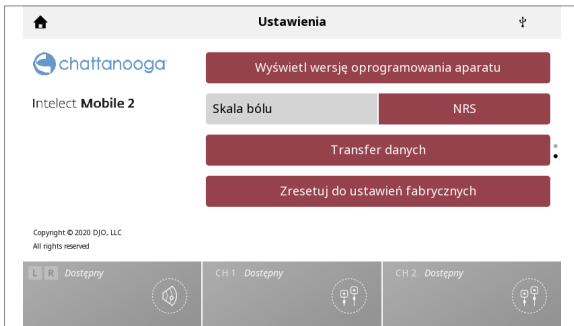 Ustawienia
chattanooga
Wyświetl wersję oprogramowania aparatu
Intelect Mobile 2
Skala bólu
NRS
Transfer danych
Zresetuj do ustawień fabrycznych
Copyright © 2020 DJO, LLC
All rights reserved
L R Dostępny
CH 1 Dostępny
CH 2 Dostępny